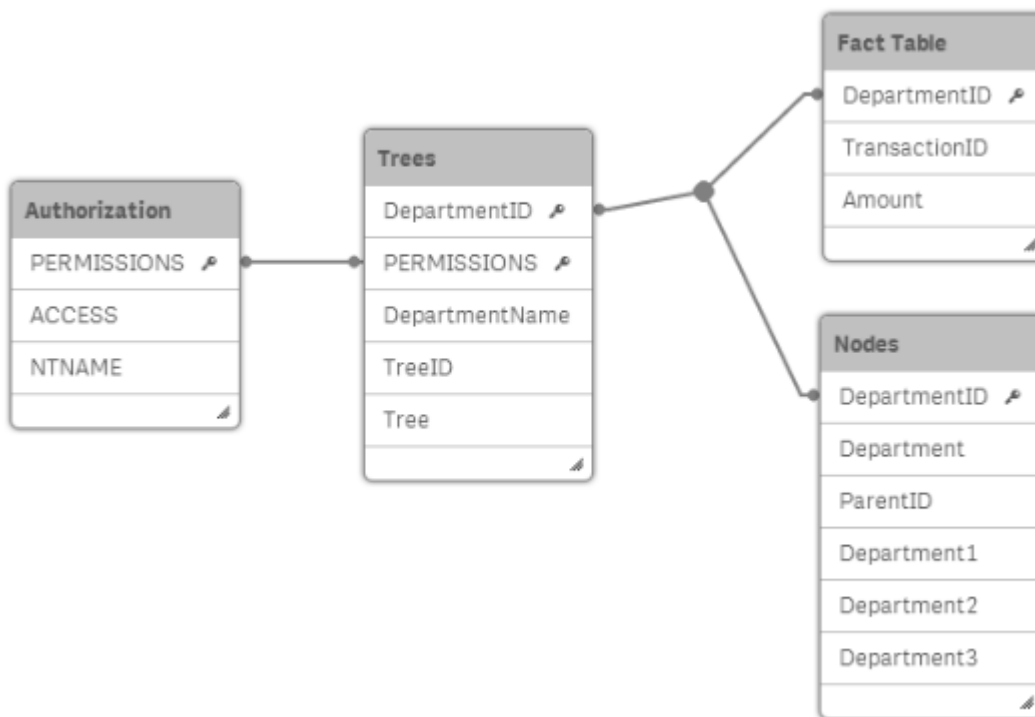 Authorization
PERMISSIONS
ACCESS
NTNAME
Trees
DepartmentID
PERMISSIONS
DepartmentName
TreeID
Tree
Fact Table
DepartmentID
TransactionID
Amount
Nodes
DepartmentID
Department
ParentID
Department1
Department2
Department3